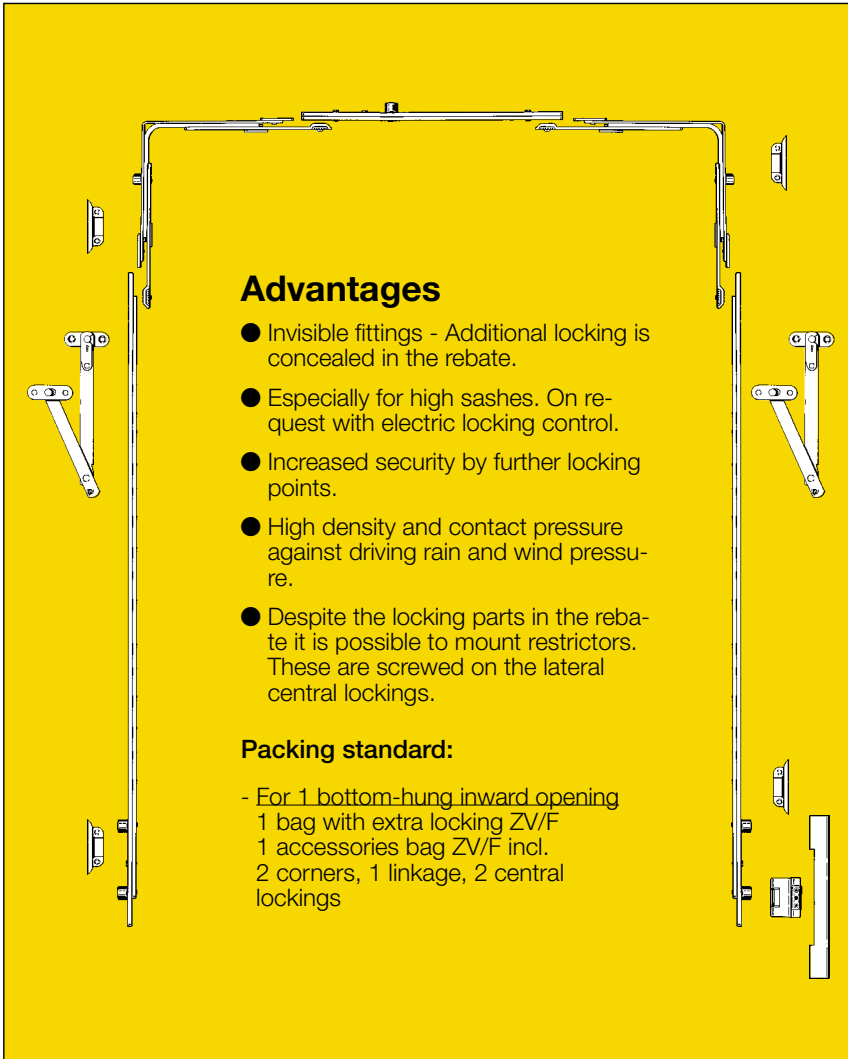 Advantages
● Invisible fittings - Additional locking is
concealed in the rebate.
● Especially for high sashes. On re-
quest with electric locking control.
● Increased security by further locking
points.
● High density and contact pressure
against driving rain and wind pressu-
re.
● Despite the locking parts in the reba-
te it is possible to mount restrictors.
These are screwed on the lateral
central lockings.
Packing standard:
- For 1 bottom-hung inward opening
1 bag with extra locking ZV/F
1 accessories bag ZV/F incl.
2 corners, 1 linkage, 2 central
lockings